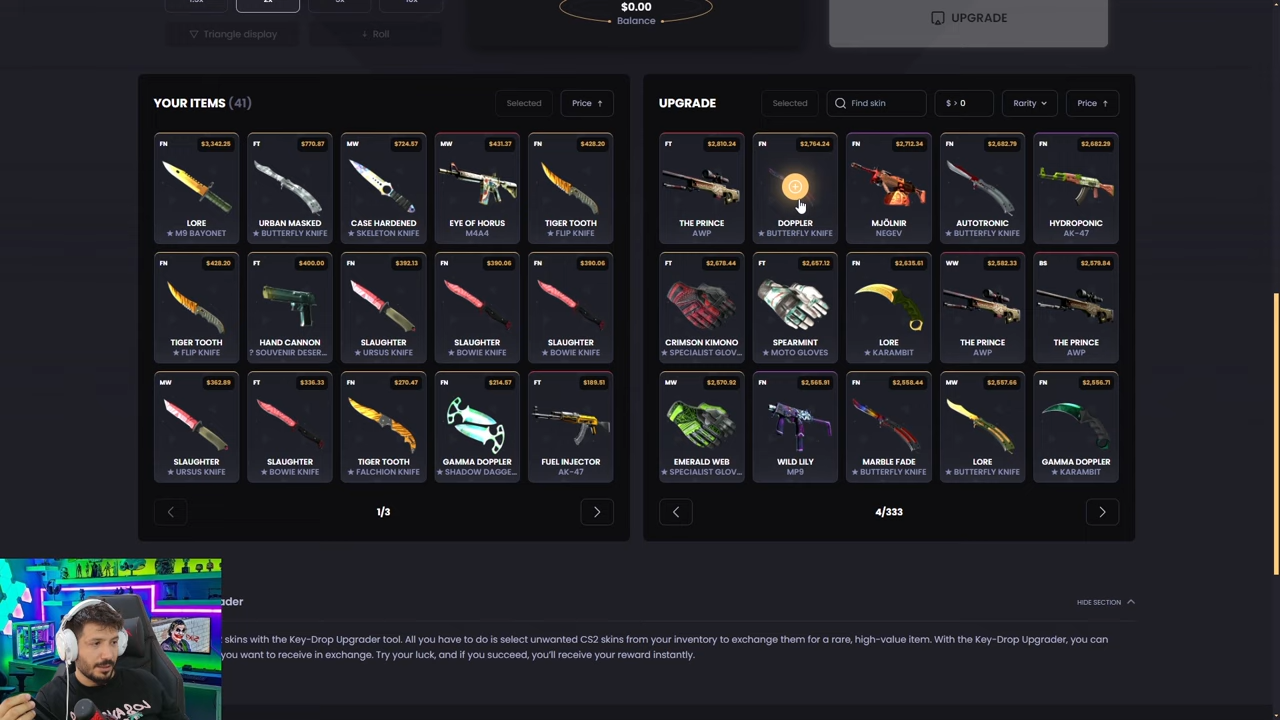 2x
$0.00
Balance
UPGRADE
Triangle display
Roll
YOUR ITEMS (41)
Selected
Price
FN $3,342.25
LORE
★ M9 BAYONET
FT $770.87
URBAN MASKED
★ BUTTERFLY KNIFE
MW $724.57
CASE HARDENED
★ SKELETON KNIFE
MW $431.37
EYE OF HORUS
M4A4
FN $428.20
TIGER TOOTH
★ FLIP KNIFE
FN $428.20
TIGER TOOTH
★ FLIP KNIFE
FT $400.00
HAND CANNON
? SOUVENIR DESER...
FN $392.13
SLAUGHTER
★ URSUS KNIFE
FN $390.06
SLAUGHTER
★ BOWIE KNIFE
FN $390.06
SLAUGHTER
★ BOWIE KNIFE
MW $362.89
SLAUGHTER
★ URSUS KNIFE
FT $336.33
SLAUGHTER
★ BOWIE KNIFE
FN $270.47
TIGER TOOTH
★ FALCHION KNIFE
FN $214.57
GAMMA DOPPLER
★ SHADOW DAGGE...
FT $189.51
FUEL INJECTOR
AK-47
1/3
UPGRADE
Selected
Find skin
$ > 0
Rarity
Price
FT $2,810.24
THE PRINCE
AWP
FN $2,764.24
DOPPLER
★ BUTTERFLY KNIFE
FN $2,712.34
MJÖLNIR
NEGEV
FN $2,682.79
AUTOTRONIC
★ BUTTERFLY KNIFE
FN $2,682.29
HYDROPONIC
AK-47
FT $2,678.44
CRIMSON KIMONO
★ SPECIALIST GLOV...
FT $2,657.12
SPEARMINT
★ MOTO GLOVES
FN $2,635.61
LORE
★ KARAMBIT
WW $2,582.33
THE PRINCE
AWP
BS $2,579.84
THE PRINCE
AWP
MW $2,570.92
EMERALD WEB
★ SPECIALIST GLOV...
FN $2,565.91
WILD LILY
MP9
FN $2,558.44
MARBLE FADE
★ BUTTERFLY KNIFE
MW $2,557.66
LORE
★ BUTTERFLY KNIFE
FN $2,556.71
GAMMA DOPPLER
★ KARAMBIT
4/333
ader
HIDE SECTION
skins with the Key-Drop Upgrader tool. All you have to do is select unwanted CS2 skins from your inventory to exchange them for a rare, high-value item. With the Key-Drop Upgrader, you can
you want to receive in exchange. Try your luck, and if you succeed, you'll receive your reward instantly.